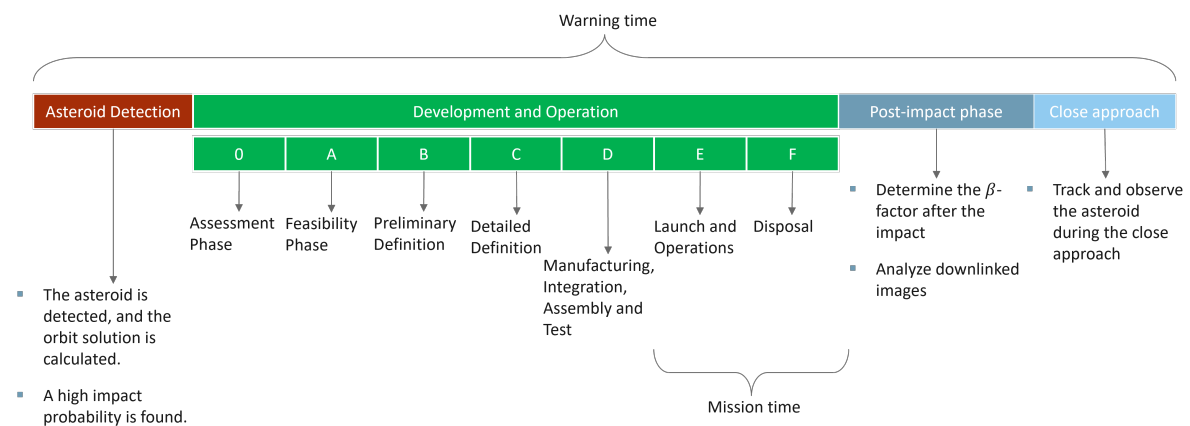 Warning time
Asteroid Detection
Development and Operation
Post-impact phase
Close approach
0
A
B
C
D
E
F
Assessment
Phase
Feasibility
Phase
Preliminary
Definition
Detailed
Definition
Manufacturing,
Integration,
Assembly and
Test
Launch and
Operations
Disposal
Determine the β-
factor after the
impact
Analyze downlinked
images
Track and observe
the asteroid
during the close
approach
The asteroid is
detected, and the
orbit solution is
calculated.
A high impact
probability is found.
Mission time